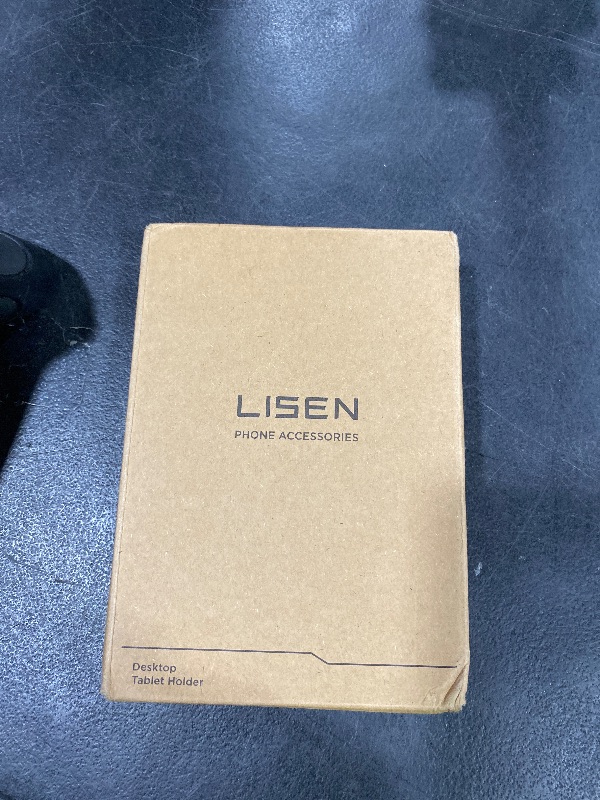 LISEN
PHONE ACCESSORIES
Desktop
Tablet Holder